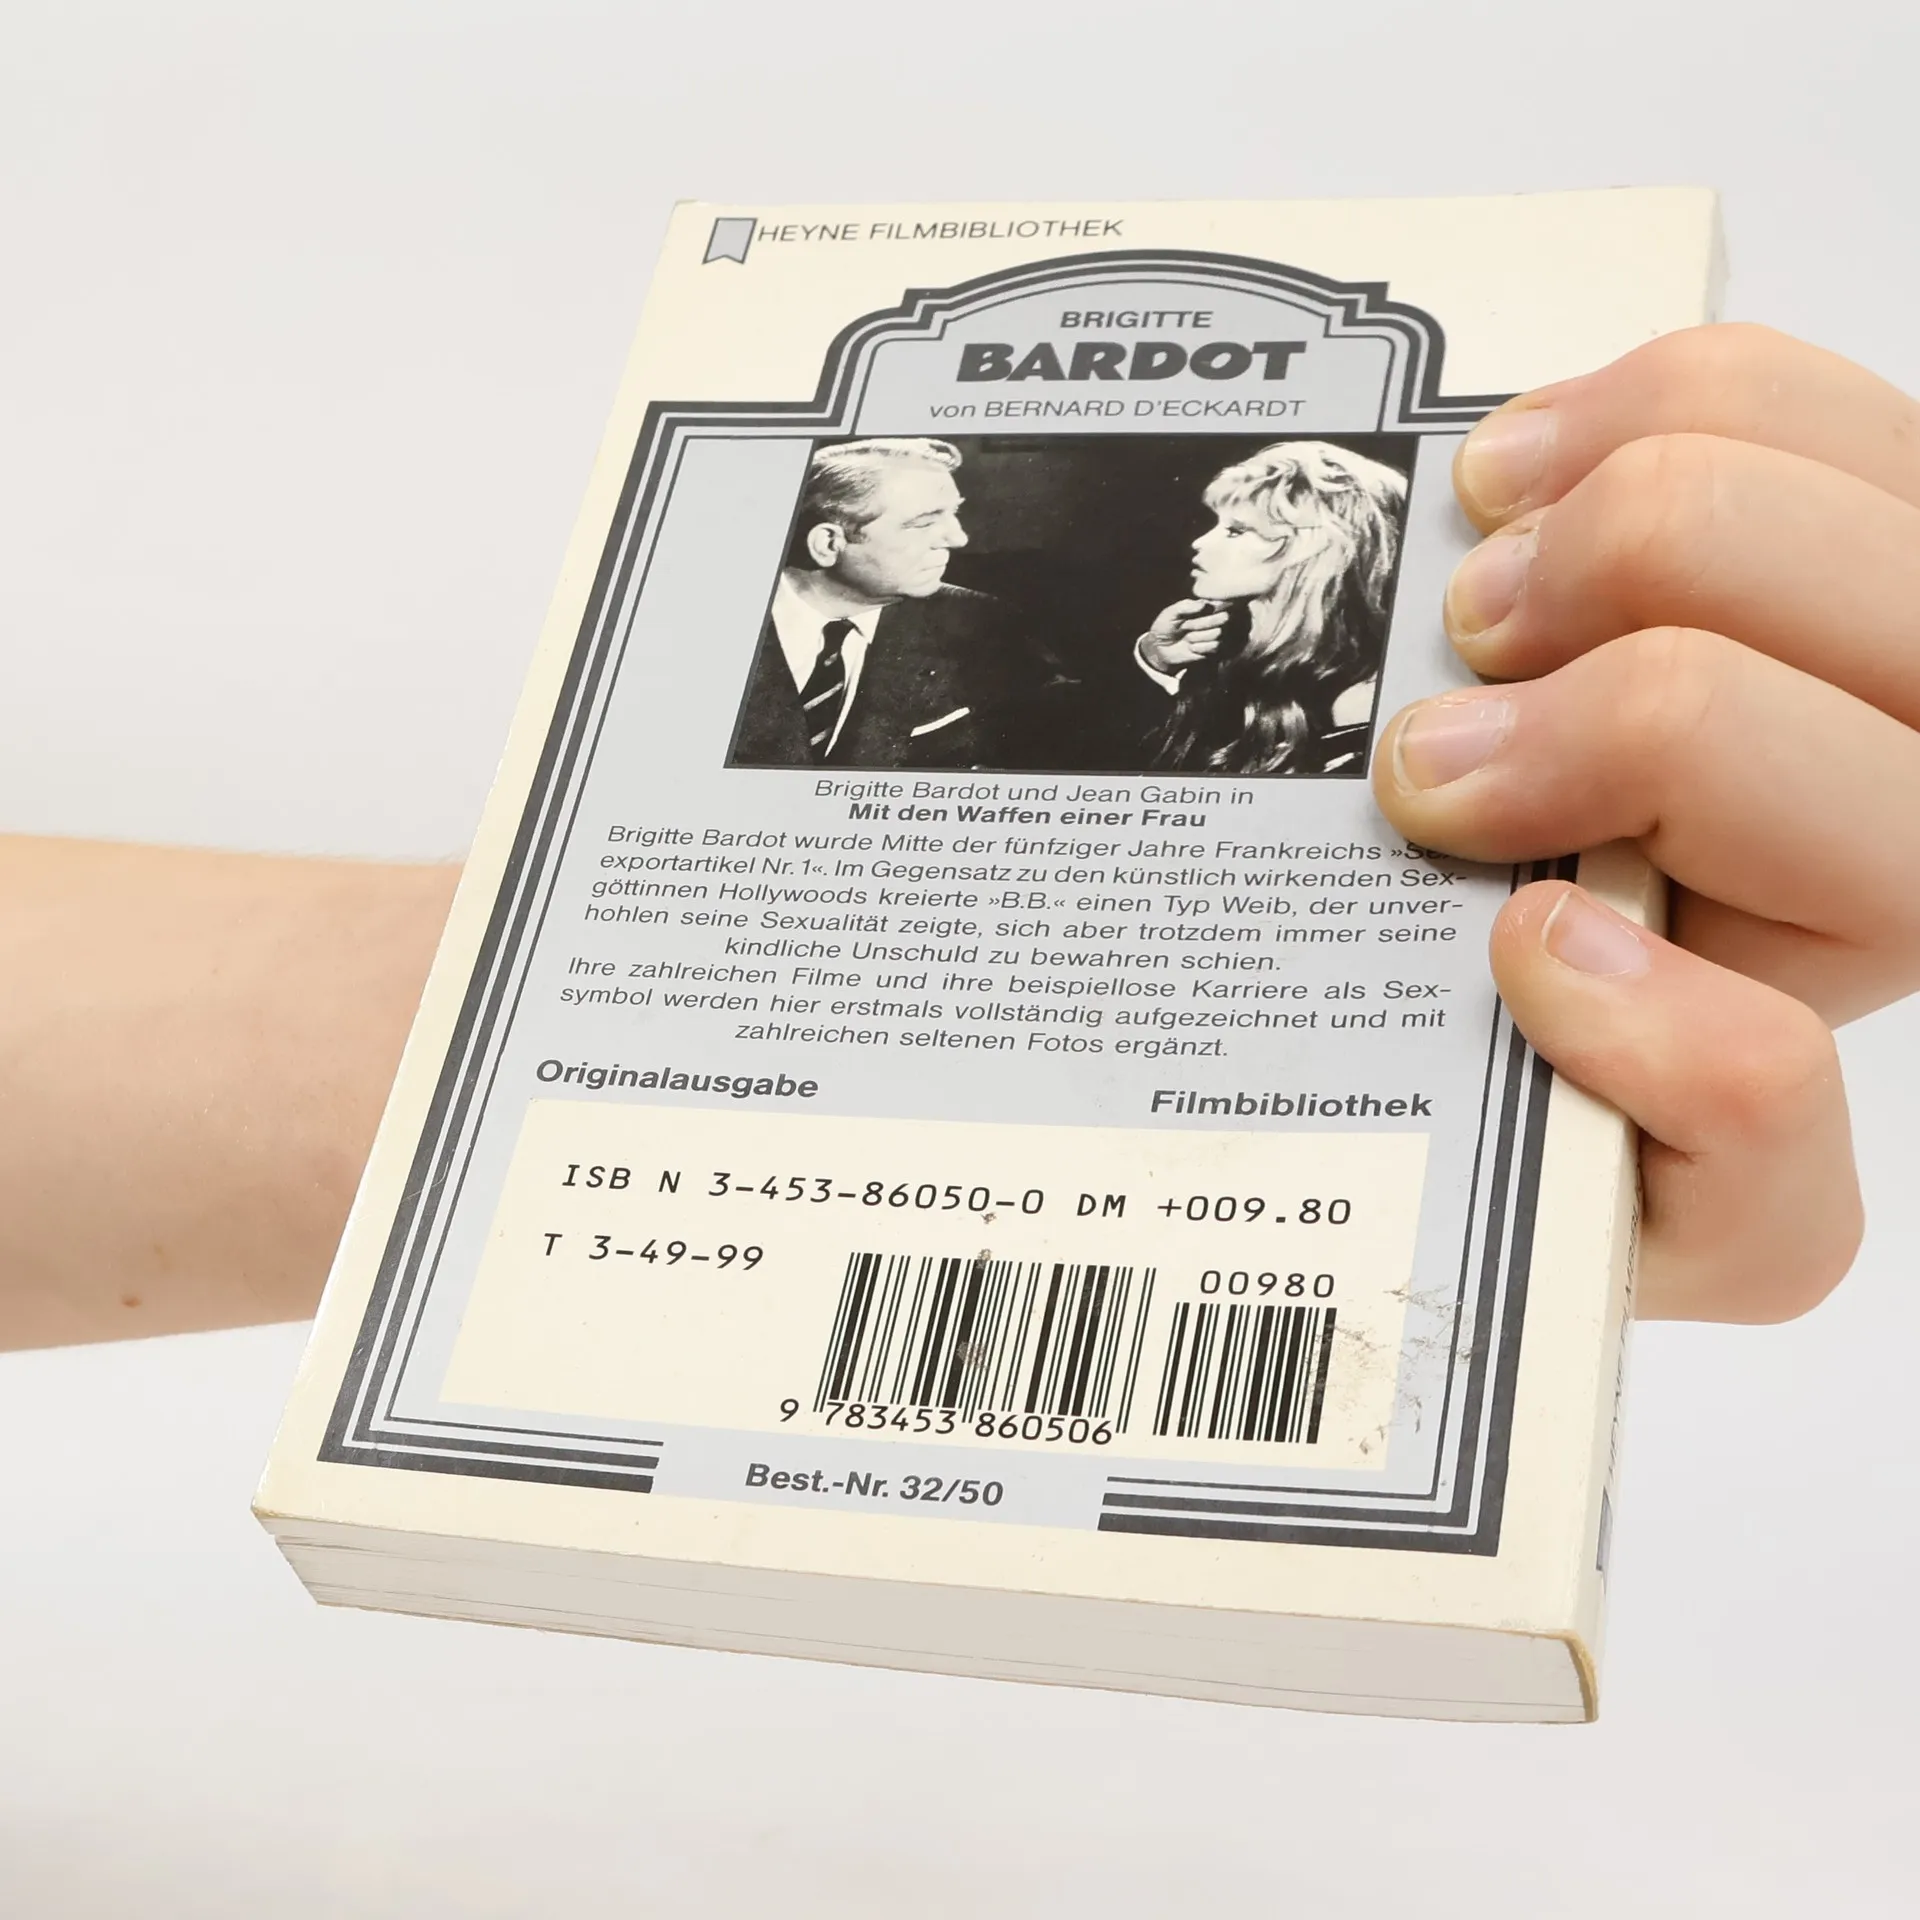 HEYNE FILMBIBLIOTHEK
BRIGITTE
BARDOT
von BERNARD D'ECKARDT
Brigitte Bardot und Jean Gabin in
Mit den Waffen einer Frau
Brigitte Bardot wurde Mitte der fünfziger Jahre Frankreichs
exportartikel Nr. 1«. Im Gegensatz zu den künstlich wirkenden Sex-
göttinnen Hollywoods kreierte »B.B.« einen Typ Weib, der unver-
hohlen seine Sexualität zeigte, sich aber trotzdem immer seine
kindliche Unschuld zu bewahren schien.
Ihre zahlreichen Filme und ihre beispiellose Karriere als Sex-
symbol werden hier erstmals vollständig aufgezeichnet und mit
zahlreichen seltenen Fotos ergänzt.
Originalausgabe Filmbibliothek
ISB N 3-453-86050-0 DM +009.80
T 3-49-99
00980
9 783453 860506
Best.-Nr. 32/50